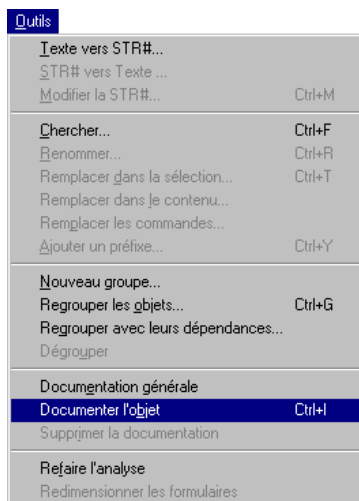 Outils
Texte vers STR#...
STR# vers Texte ...
Modifier la STR#... Ctrl+M
Chercher... Ctrl+F
Renommer... Ctrl+R
Remplacer dans la sélection... Ctrl+T
Remplacer dans le contenu...
Remplacer les commandes...
Ajouter un préfixe... Ctrl+Y
Nouveau groupe...
Regrouper les objets... Ctrl+G
Regrouper avec leurs dépendances...
Dégrouper
Documentation générale
Documenter l'objet Ctrl+I
Supprimer la documentation
Refaire l'analyse
Redimensionner les formulaires